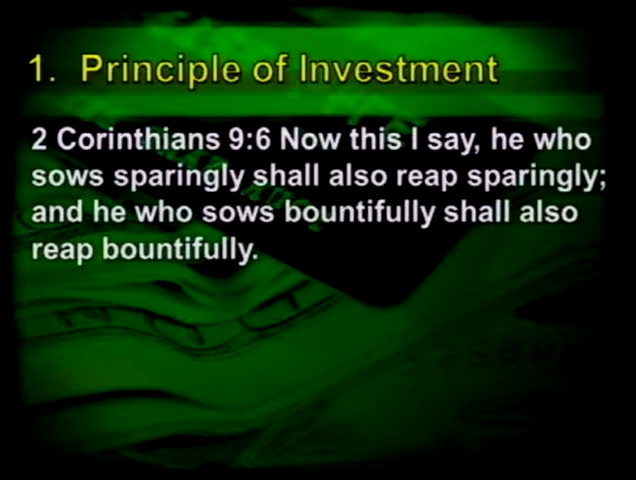 1. Principle of Investment
2 Corinthians 9:6 Now this I say, he who
sows sparingly shall also reap sparingly;
and he who sows bountifully shall also
reap bountifully.